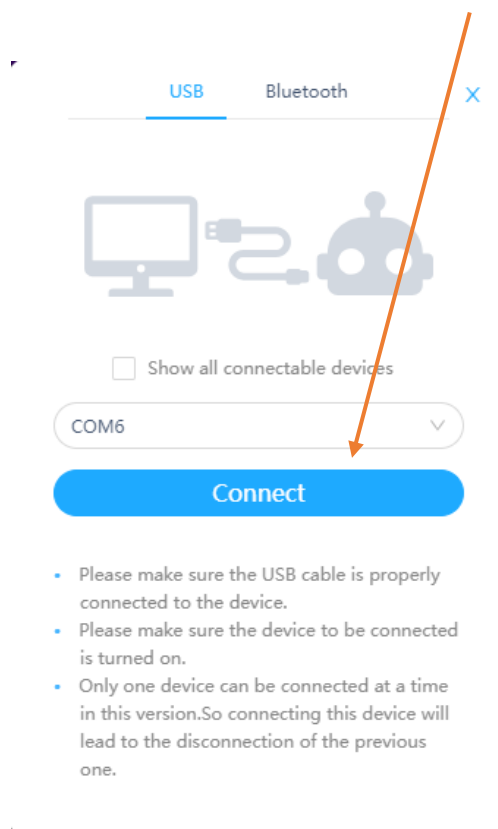 USB Bluetooth X
Show all connectable devices
COM6
Connect
• Please make sure the USB cable is properly
connected to the device.
• Please make sure the device to be connected
is turned on.
• Only one device can be connected at a time
in this version.So connecting this device will
lead to the disconnection of the previous
one.